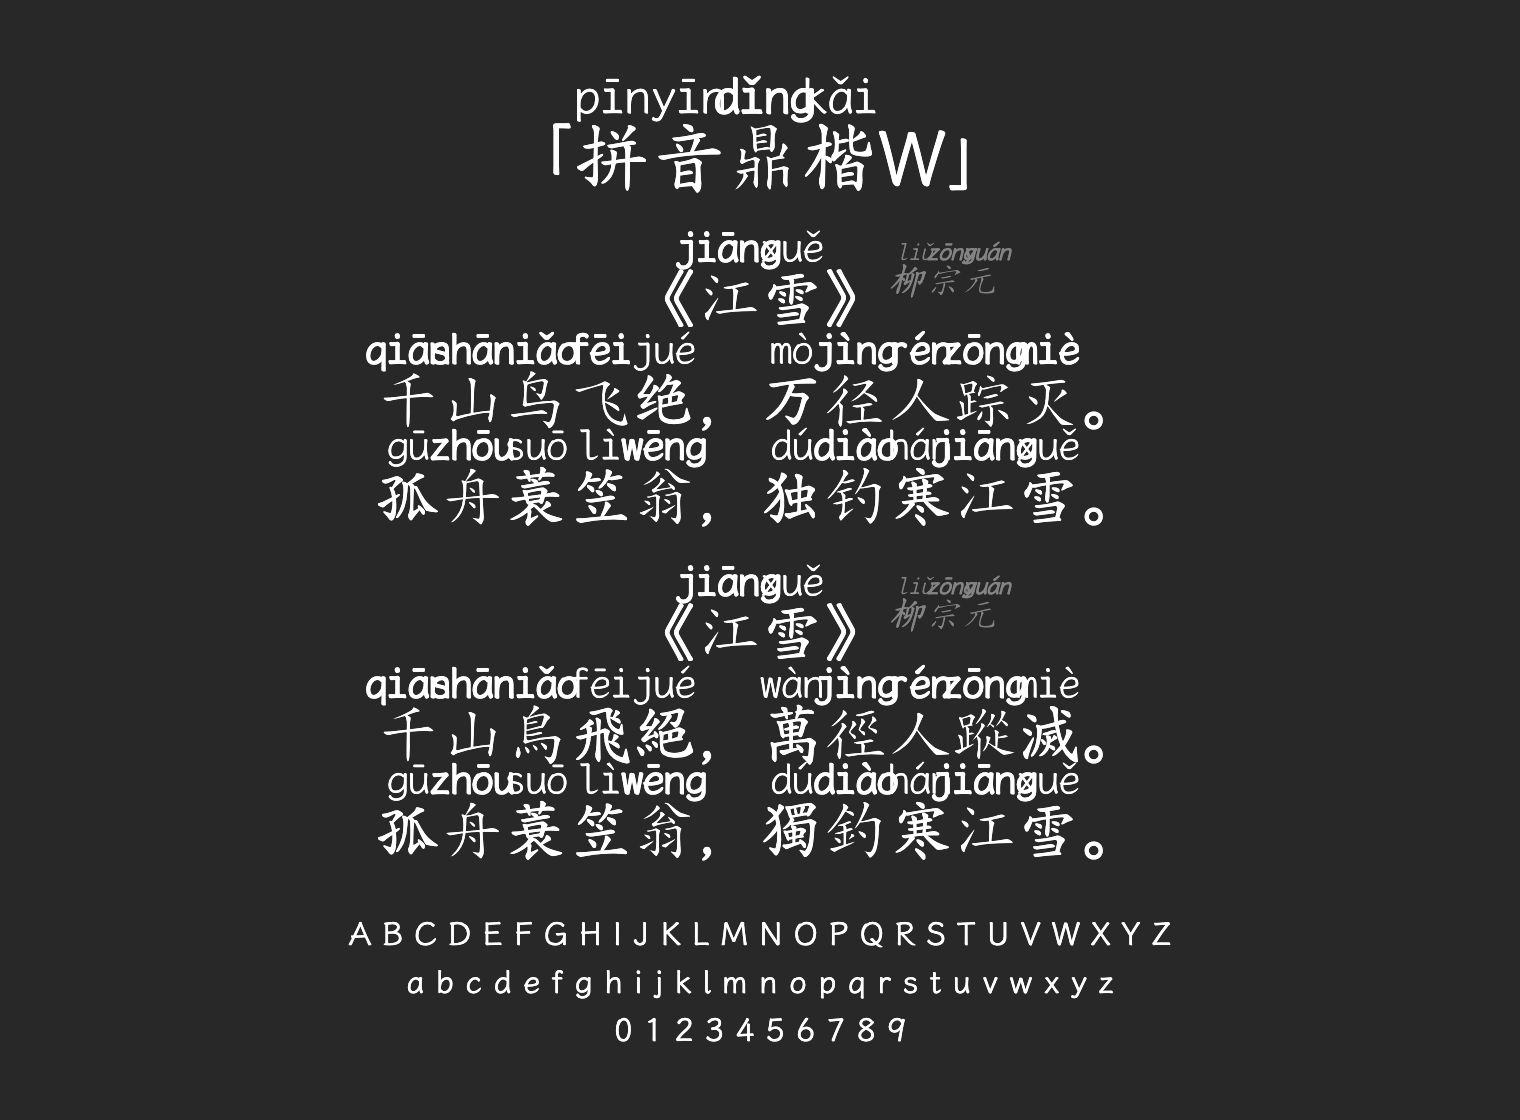 pīnyīndǐngkǎi
「拼音鼎楷W」
jiāngxuě liǔzōngyuán
《江雪》 柳宗元
qiānshānniǎofēijué mòjìngrénzōngmiè
千山鸟飞绝，万径人踪灭。
gūzhōusuōlìwēng dúdiàohánjiāngxuě
孤舟蓑笠翁，独钓寒江雪。
jiāngxuě liǔzōngyuán
《江雪》 柳宗元
qiānshānniǎofēijué wànjìngrénzōngmiè
千山鳥飛絕，萬徑人蹤滅。
gūzhōusuōlìwēng dúdiàohánjiāngxuě
孤舟蓑笠翁，獨釣寒江雪。
A B C D E F G H I J K L M N O P Q R S T U V W X Y Z
a b c d e f g h i j k l m n o p q r s t u v w x y z
0 1 2 3 4 5 6 7 8 9